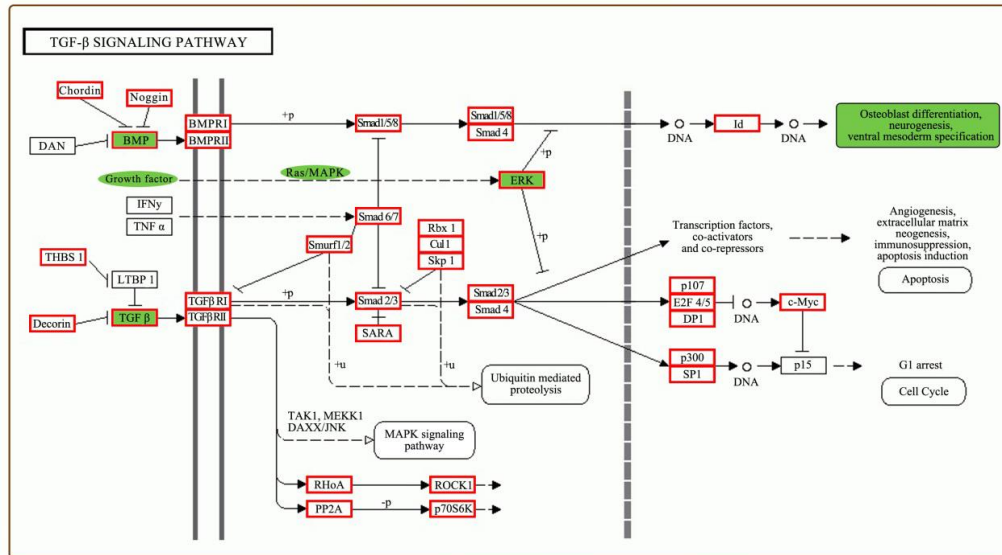 TGF-β SIGNALING PATHWAY
Chordin
Noggin
DAN
BMP
BMPRI
BMPRII
+p
Smad1/5/8
Smad1/5/8
Smad 4
DNA
Id
DNA
Osteoblast differentiation,
neurogenesis,
ventral mesoderm specification
Growth factor
Ras/MAPK
ERK
+p
+p
IFNγ
TNF α
Smad 6/7
Smurf1/2
Rbx 1
Cul 1
Skp 1
Transcription factors,
co-activators
and co-repressors
Angiogenesis,
extracellular matrix
neogenesis,
immunosuppression,
apoptosis induction
Apoptosis
THBS 1
LTBP 1
Decorin
TGF β
TGFβ RI
TGFβ RII
+p
Smad 2/3
SARA
Smad 2/3
Smad 4
p107
E2F 4/5
DP1
DNA
c-Myc
p300
SP1
DNA
p15
G1 arrest
Cell Cycle
+u
+u
Ubiquitin mediated
proteolysis
TAK1, MEKK1
DAXX/JNK
MAPK signaling
pathway
RHoA
ROCK1
PP2A
-p
p70S6K